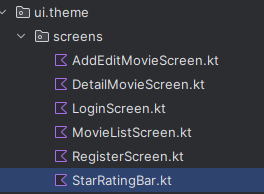 ui.theme
screens
AddEditMovieScreen.kt
DetailMovieScreen.kt
LoginScreen.kt
MovieListScreen.kt
RegisterScreen.kt
StarRatingBar.kt